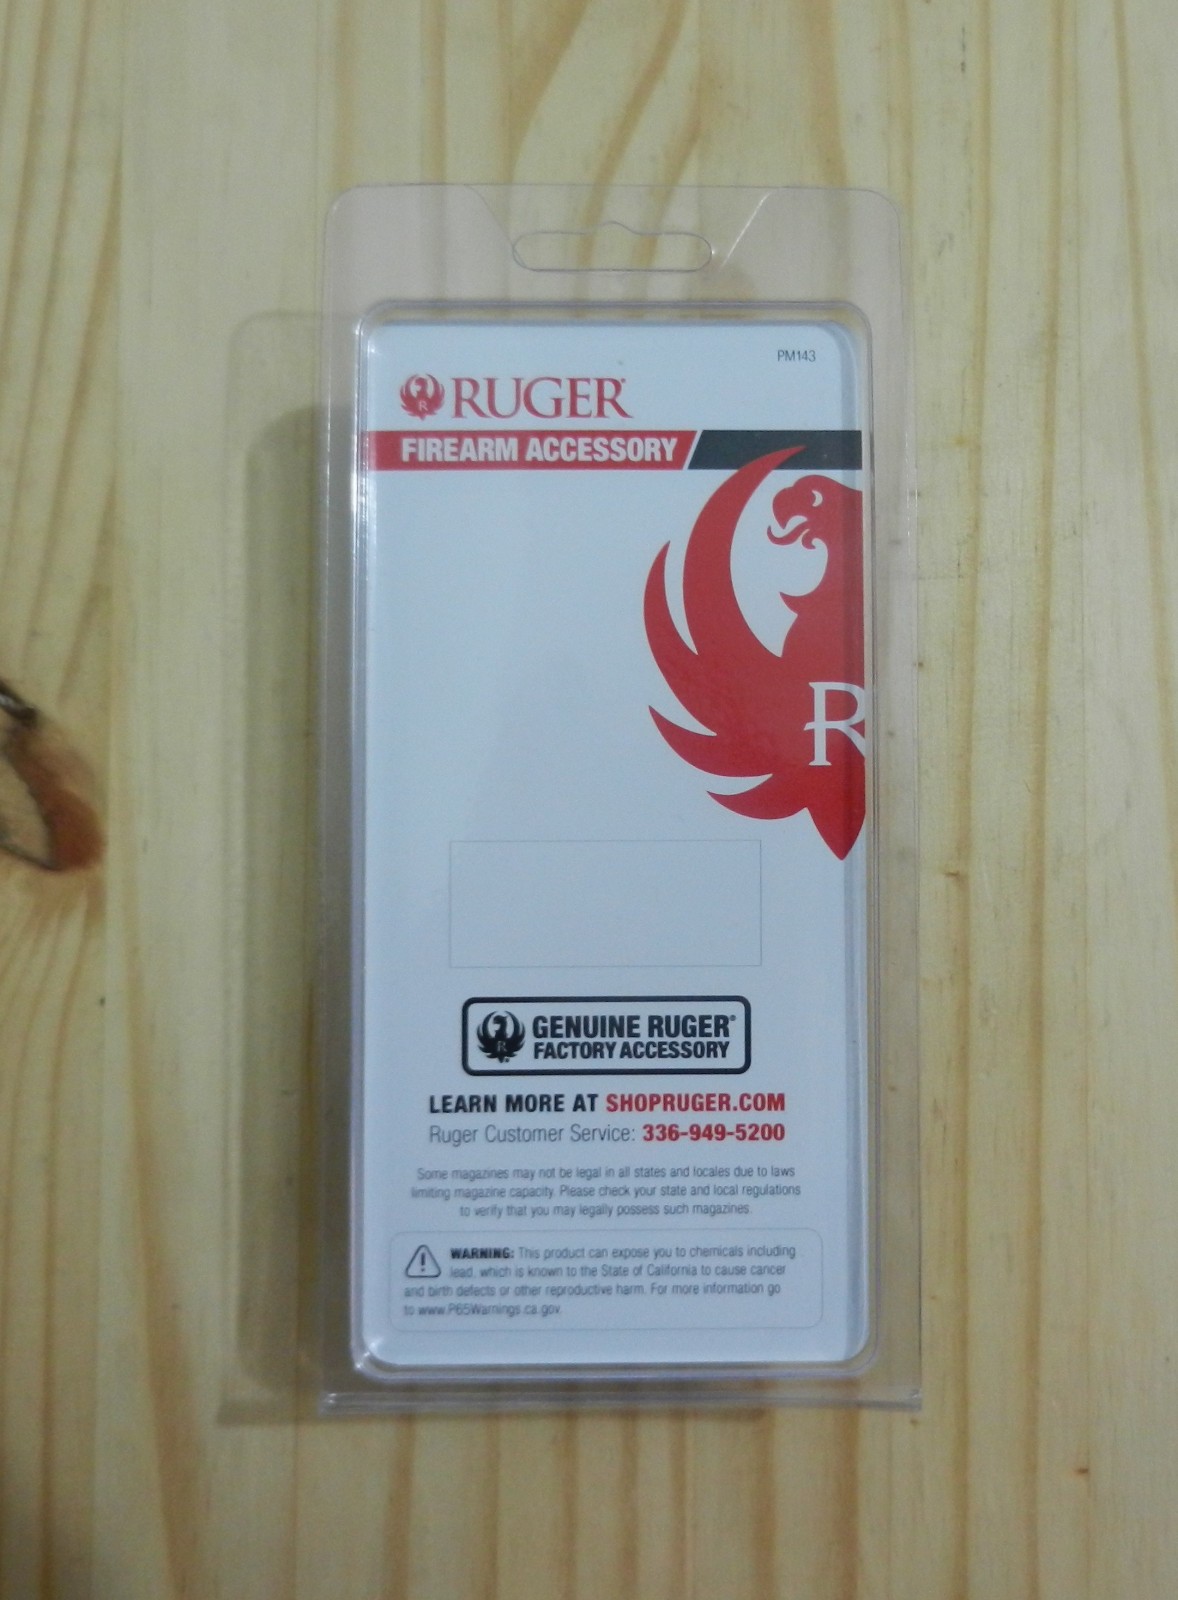 PM143
RUGER®
FIREARM ACCESSORY
R
GENUINE RUGER®
FACTORY ACCESSORY
LEARN MORE AT SHOPRUGER.COM
Ruger Customer Service: 336-949-5200
Some magazines may not be legal in all states and locales due to laws
limiting magazine capacity. Please check your state and local regulations
to verify that you may legally possess such magazines.
WARNING: This product can expose you to chemicals including
lead, which is known to the State of California to cause cancer
and birth defects or other reproductive harm. For more information go
to www.P65Warnings.ca.gov.